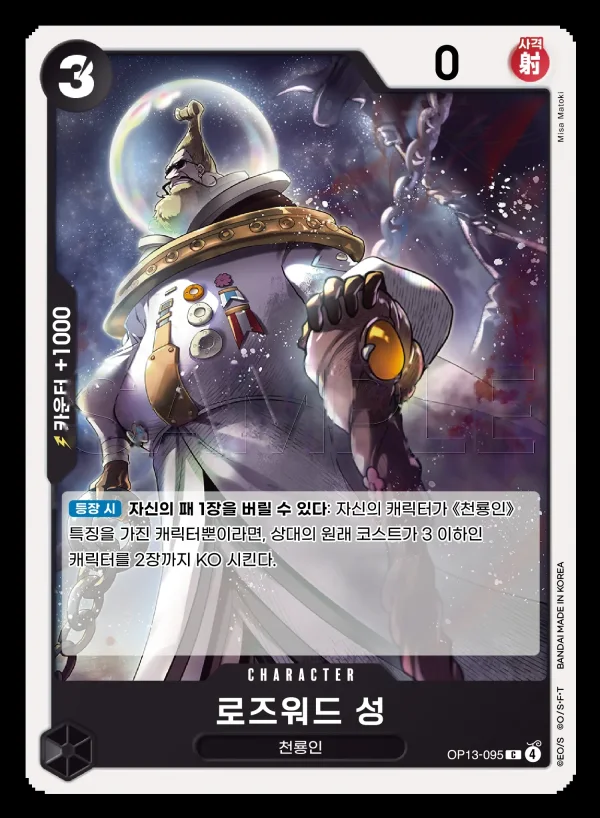 3
0
사격
射
Misa Matoki
카운터 +1000
SAMPLE
등장 시 자신의 패 1장을 버릴 수 있다: 자신의 캐릭터가 《천룡인》
특징을 가진 캐릭터뿐이라면, 상대의 원래 코스트가 3 이하인
캐릭터를 2장까지 KO 시킨다.
CHARACTER
로즈워드 성
천룡인
OP13-095 C 4
©EO/S ©O/S·F·T BANDAI MADE IN KOREA